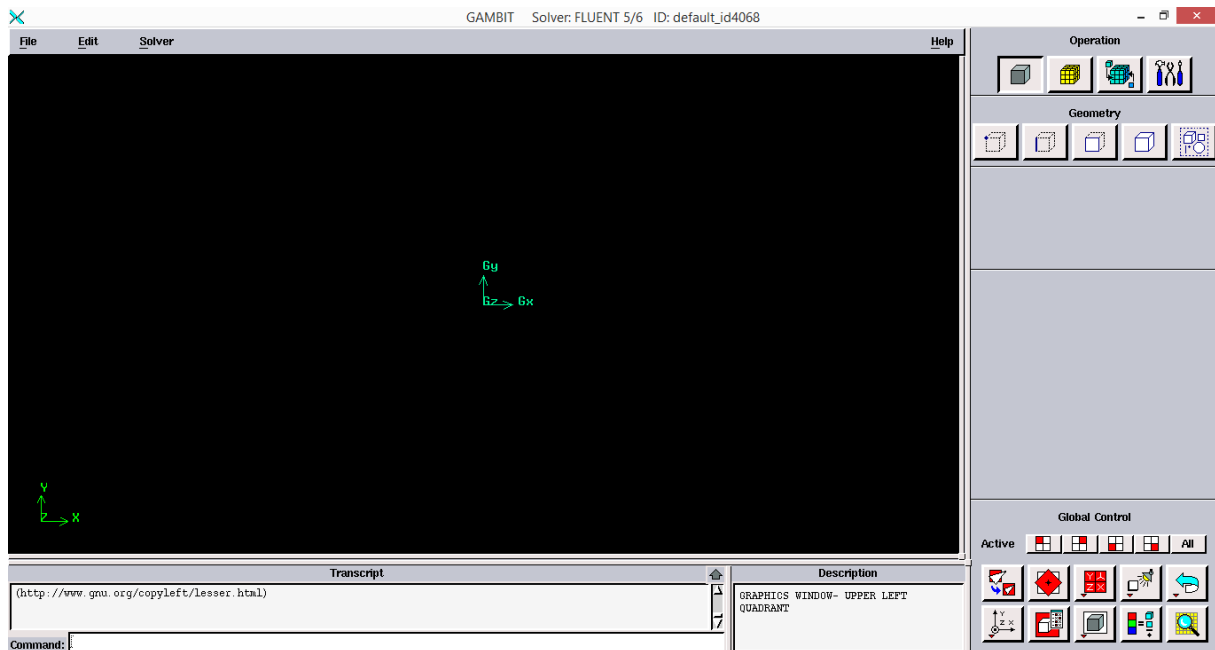 GAMBIT Solver: FLUENT 5/6 ID: default_id4068
File Edit Solver Help
Operation
Geometry
Gy
Gz Gx
Y
Z X
Global Control
Active All
Transcript
(http://www.gnu.org/copyleft/lesser.html)
Command:
Description
GRAPHICS WINDOW- UPPER LEFT
QUADRANT